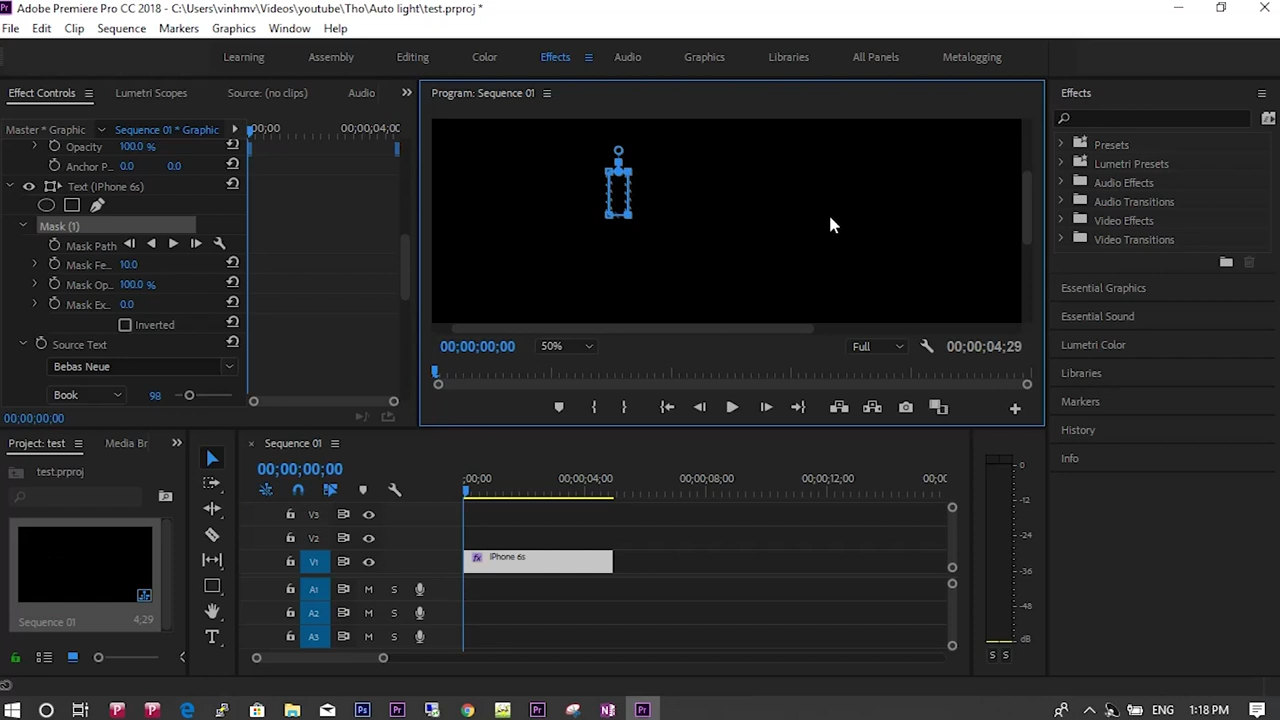 Adobe Premiere Pro CC 2018 - C:\Users\vinhmv\Videos\youtube\Tho\Auto light\test.prproj *
File Edit Clip Sequence Markers Graphics Window Help
Learning Assembly Editing Color Effects Audio Graphics Libraries All Panels Metalogging
Effect Controls Lumetri Scopes Source: (no clips) Audio
Program: Sequence 01
Effects
Master * Graphic Sequence 01 * Graphic ;00;00 00;00;04;00
Opacity 100.0 %
Anchor P.. 0.0 0.0
Text (IPhone 6s)
Mask (1)
Mask Path
Mask Fe... 10.0
Mask Op... 100.0 %
Mask Ex... 0.0
Inverted
Source Text
Bebas Neue
Book 98
00;00;00;00
00;00;00;00 50% Full 00;00;04;29
Presets
Lumetri Presets
Audio Effects
Audio Transitions
Video Effects
Video Transitions
Essential Graphics
Essential Sound
Lumetri Color
Libraries
Markers
History
Info
Project: test Media Br
test.prproj
Sequence 01 4;29
Sequence 01
00;00;00;00
;00;00 00;00;04;00 00;00;08;00 00;00;12;00 00;0
V3
V2
V1 IPhone 6s
A1 M S
A2 M S
A3 M S
0
-12
-24
-36
-48
dB
S S
ENG 1:18 PM